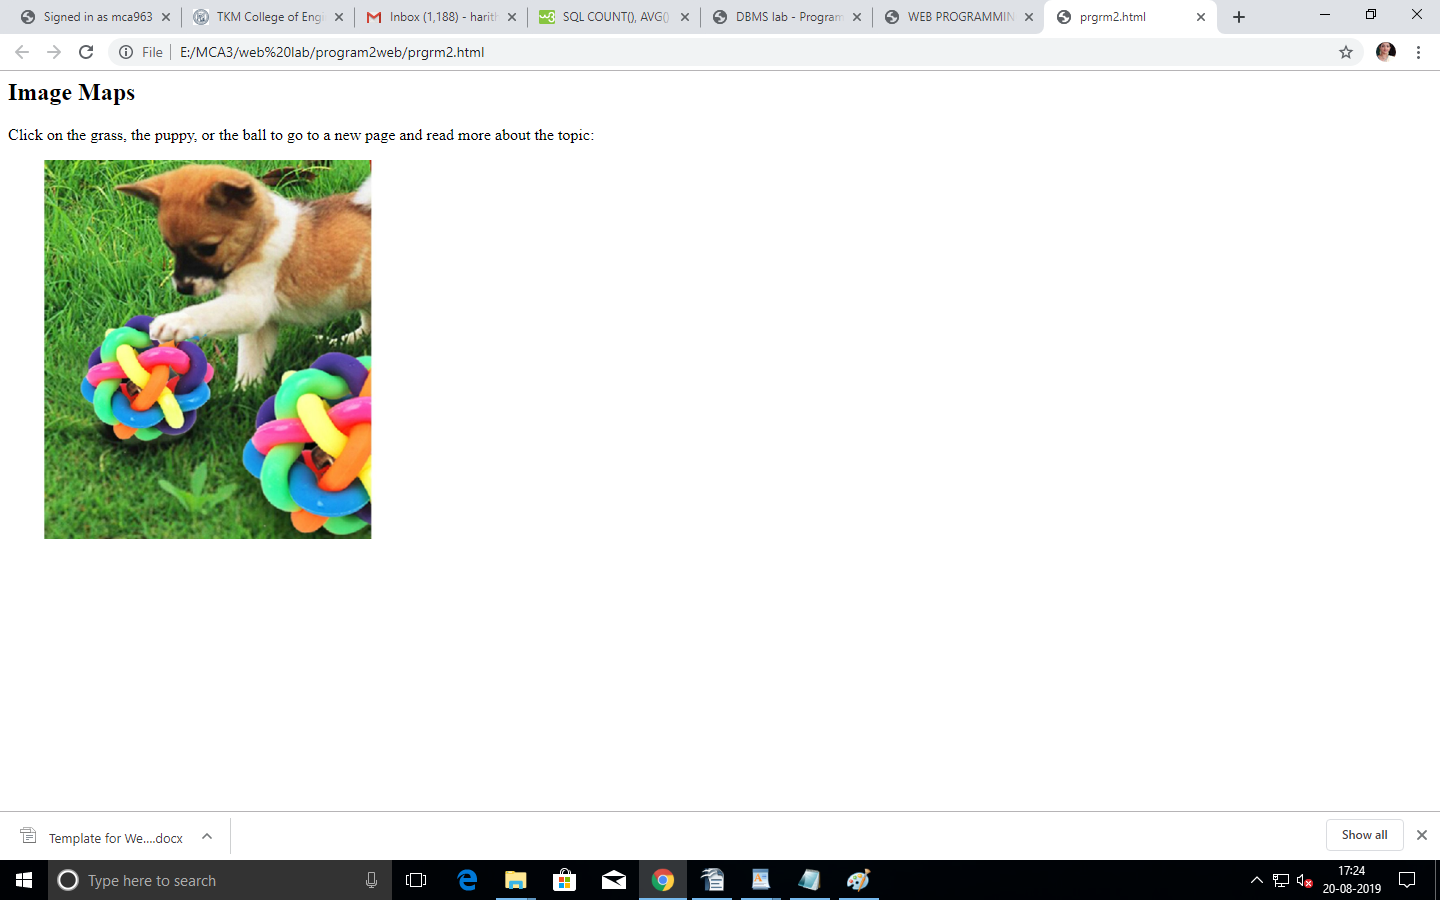 Signed in as mca963
TKM College of Engi
Inbox (1,188) - harith
SQL COUNT(), AVG()
DBMS lab - Program
WEB PROGRAMMIN
prgrm2.html
File
E:/MCA3/web%20lab/program2web/prgrm2.html
Image Maps
Click on the grass, the puppy, or the ball to go to a new page and read more about the topic:
Template for We....docx
Show all
Type here to search
17:24
20-08-2019